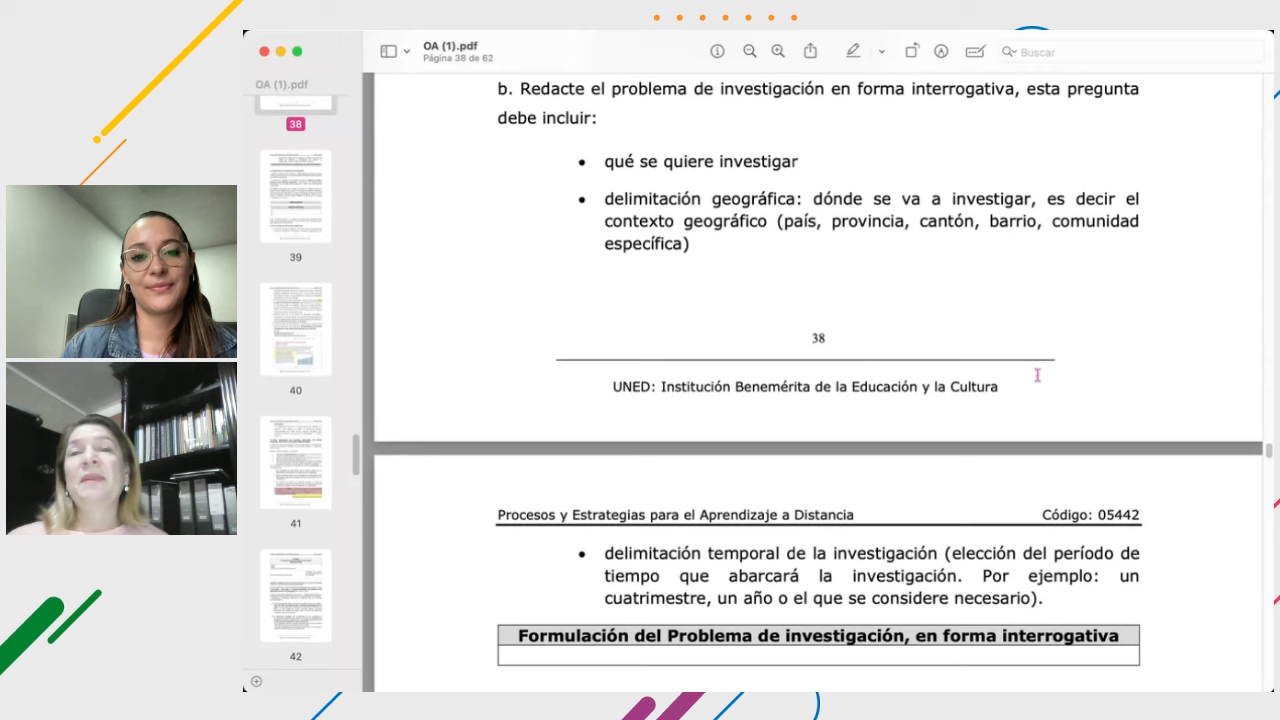 OA (1).pdf
Página 38 de 62
Buscar
OA (1).pdf
38
39
40
41
42
b. Redacte el problema de investigación en forma interrogativa, esta pregunta
debe incluir:
• qué se quiere investigar
• delimitación geográfica: dónde se va a investigar, es decir el
contexto geográfico (país, provincia, cantón, barrio, comunidad
específica)
38
UNED: Institución Benemérita de la Educación y la Cultura
Procesos y Estrategias para el Aprendizaje a Distancia Código: 05442
• delimitación temporal de la investigación (elección del período de
tiempo que abarcará la investigación. Por ejemplo: un
cuatrimestre, un año o el que se considere necesario).
Formulación del Problema de investigación, en forma interrogativa